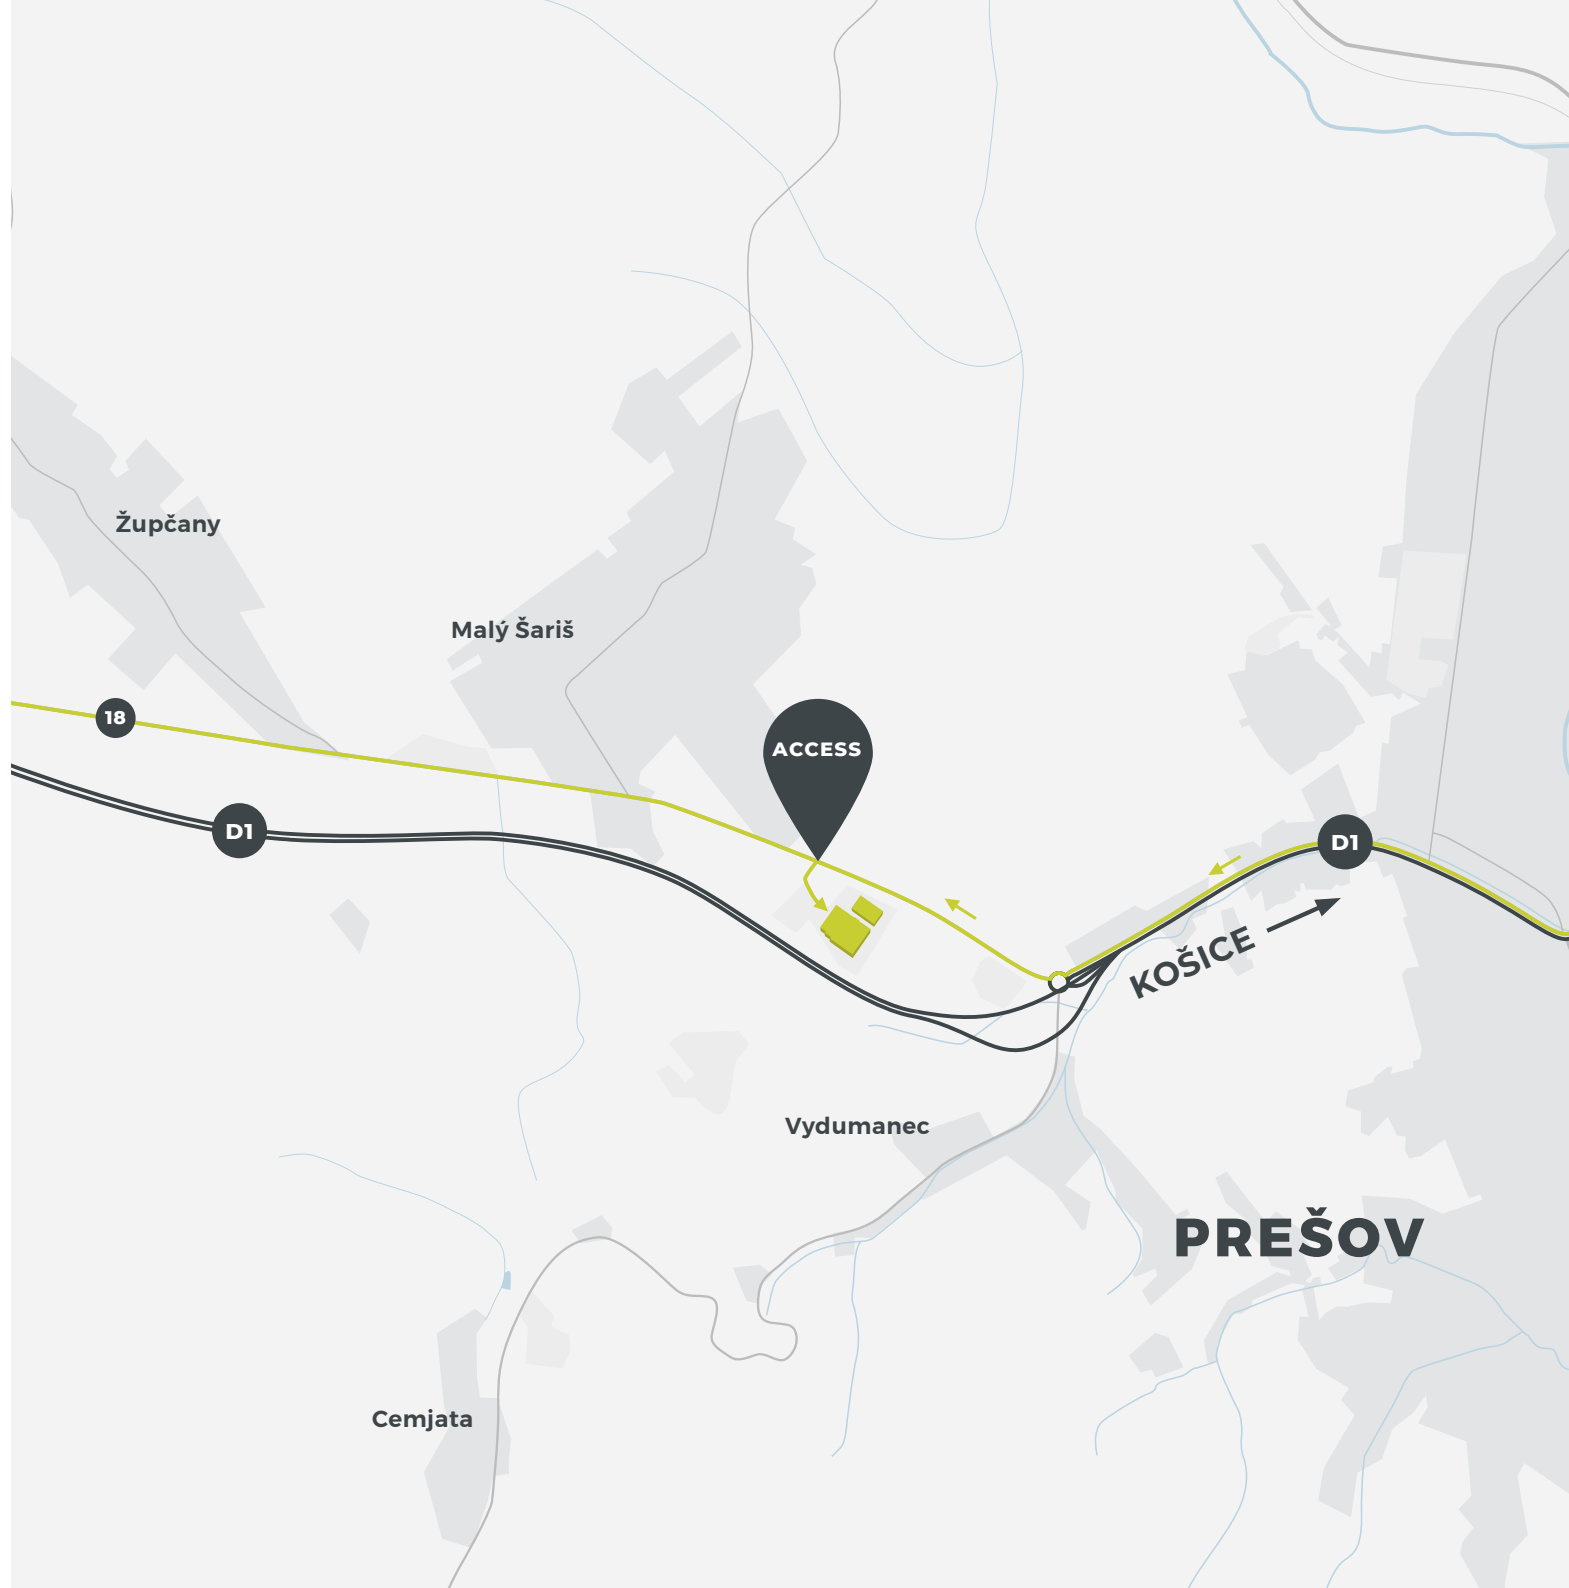 Župčany
Malý Šariš
18
ACCESS
D1
D1
KOŠICE
Vydumanec
PREŠOV
Cemjata